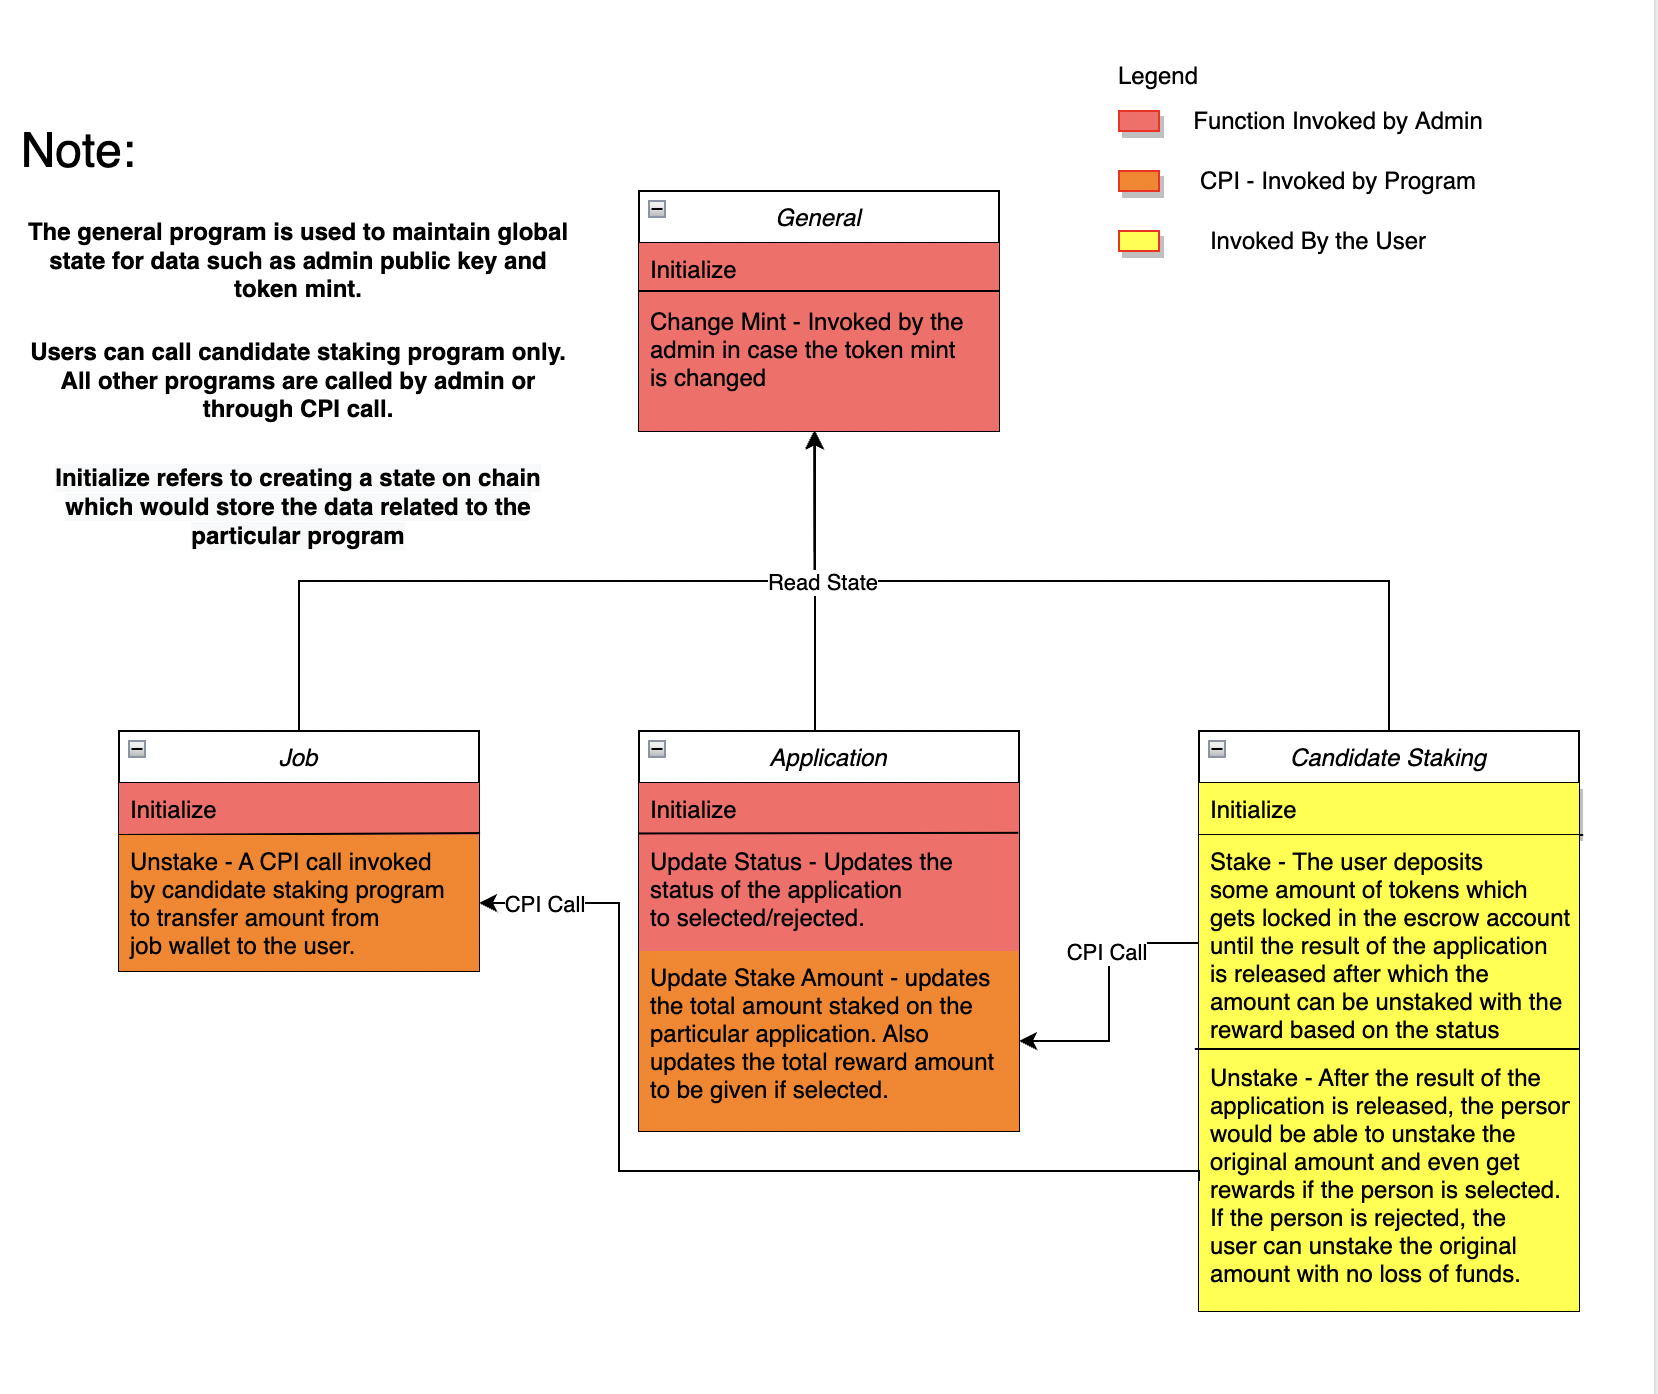 Legend
Function Invoked by Admin
CPI - Invoked by Program
Invoked By the User
Note:
The general program is used to maintain global
state for data such as admin public key and
token mint.
Users can call candidate staking program only.
All other programs are called by admin or
through CPI call.
Initialize refers to creating a state on chain
which would store the data related to the
particular program
General
Initialize
Change Mint - Invoked by the
admin in case the token mint
is changed
Read State
Job
Initialize
Unstake - A CPI call invoked
by candidate staking program
to transfer amount from
job wallet to the user.
CPI Call
Application
Initialize
Update Status - Updates the
status of the application
to selected/rejected.
Update Stake Amount - updates
the total amount staked on the
particular application. Also
updates the total reward amount
to be given if selected.
CPI Call
Candidate Staking
Initialize
Stake - The user deposits
some amount of tokens which
gets locked in the escrow account
until the result of the application
is released after which the
amount can be unstaked with the
reward based on the status
Unstake - After the result of the
application is released, the person
would be able to unstake the
original amount and even get
rewards if the person is selected.
If the person is rejected, the
user can unstake the original
amount with no loss of funds.